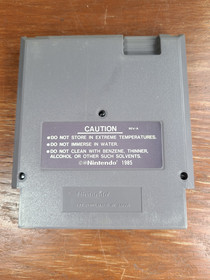 CAUTION
●DO NOT STORE IN EXTREME TEMPERATURES.
●DO NOT IMMERSE IN WATER.
●DO NOT CLEAN WITH BENZENE, THINNER,
ALCOHOL OR OTHER SUCH SOLVENTS.
©®Nintendo 1985